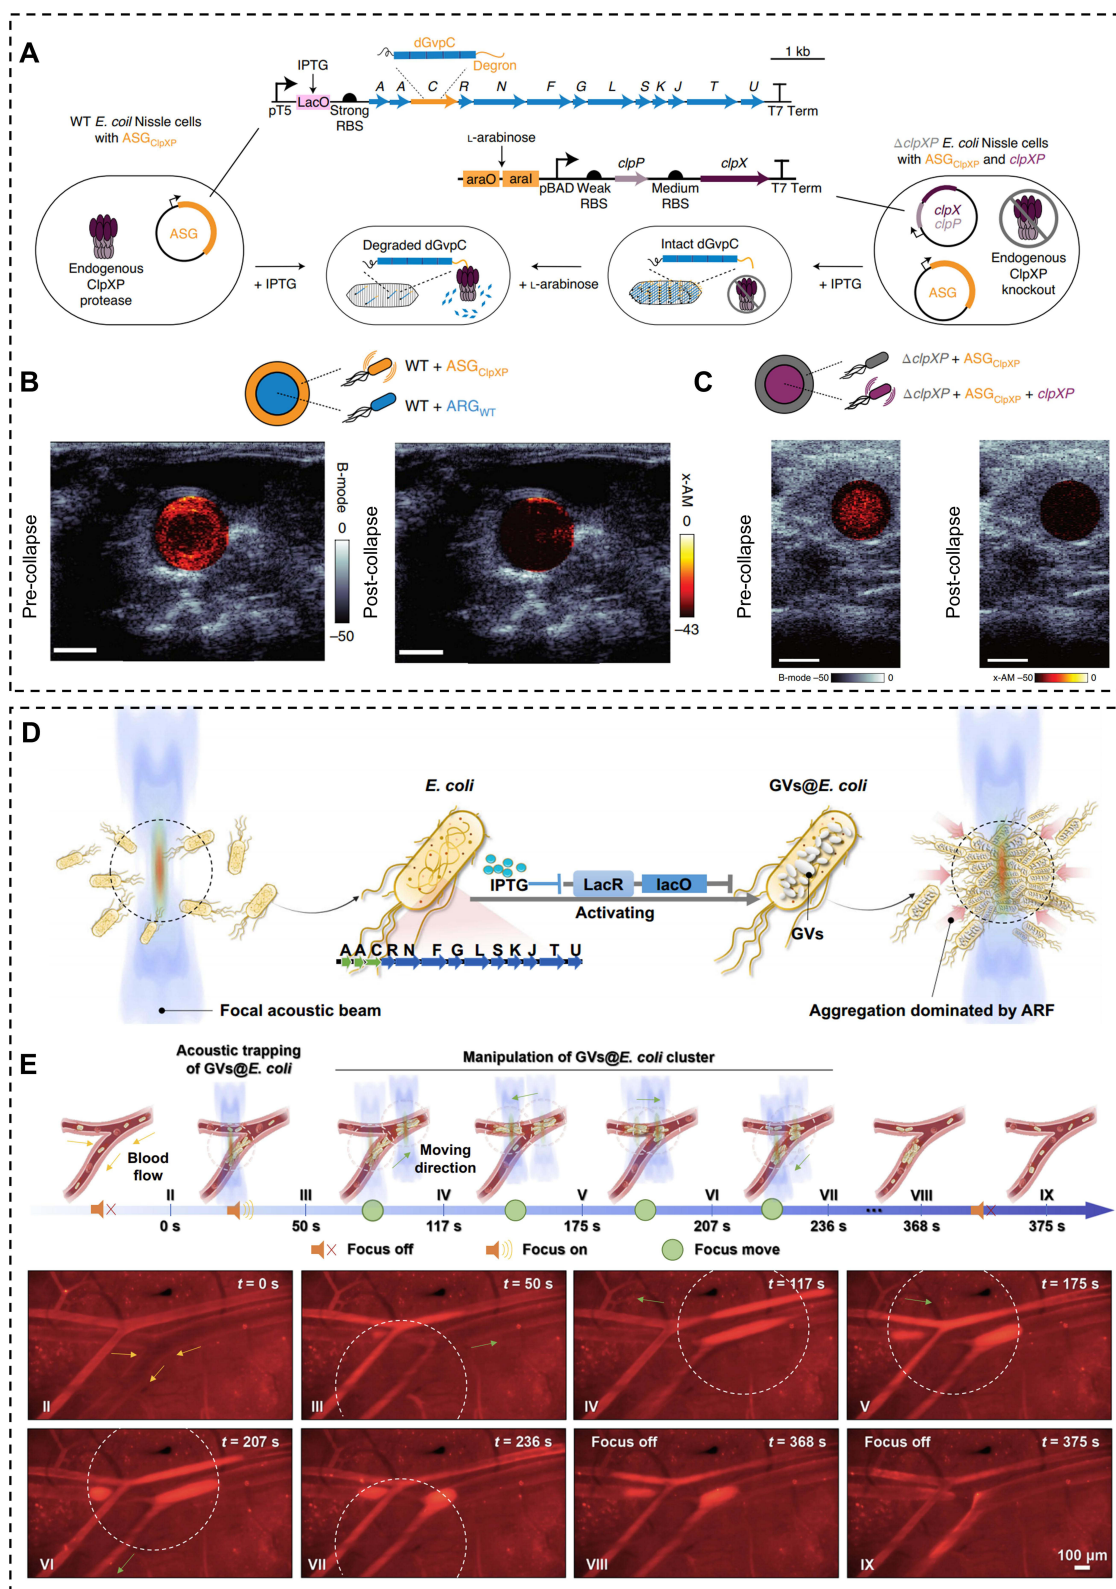 A
dGvpC
Degron
IPTG
1 kb
A A C R N F G L S K J T U
pT5 LacO Strong RBS
T7 Term
WT E. coil Nissle cells
with ASGClpXP
L-arabinose
clpP clpX
araO araI pBAD Weak RBS Medium RBS T7 Term
ΔclpXP E. coli Nissle cells
with ASGClpXP and clpXP
ASG
Endogenous
ClpXP
protease
+ IPTG
Degraded dGvpC
+ L-arabinose
Intact dGvpC
+ IPTG
clpX
clpP
ASG
Endogenous
ClpXP
knockout
B
WT + ASGClpXP
WT + ARGWT
Pre-collapse
B-mode
0
−50
Post-collapse
x-AM
0
−43
C
ΔclpXP + ASGClpXP
ΔclpXP + ASGClpXP + clpXP
Pre-collapse
Post-collapse
B-mode −50 0
x-AM −50 0
D
E. coli
GVs@E. coli
IPTG LacR lacO
Activating
GVs
A A C R N F G L S K J T U
Focal acoustic beam
Aggregation dominated by ARF
E
Acoustic trapping
of GVs@E. coli
Manipulation of GVs@E. coli cluster
Blood
flow
Moving
direction
II III IV V VI VII VIII IX
0 s 50 s 117 s 175 s 207 s 236 s ... 368 s 375 s
Focus off Focus on Focus move
t = 0 s
II
t = 50 s
III
t = 117 s
IV
t = 175 s
V
t = 207 s
VI
t = 236 s
VII
Focus off t = 368 s
VIII
Focus off t = 375 s
100 µm
IX